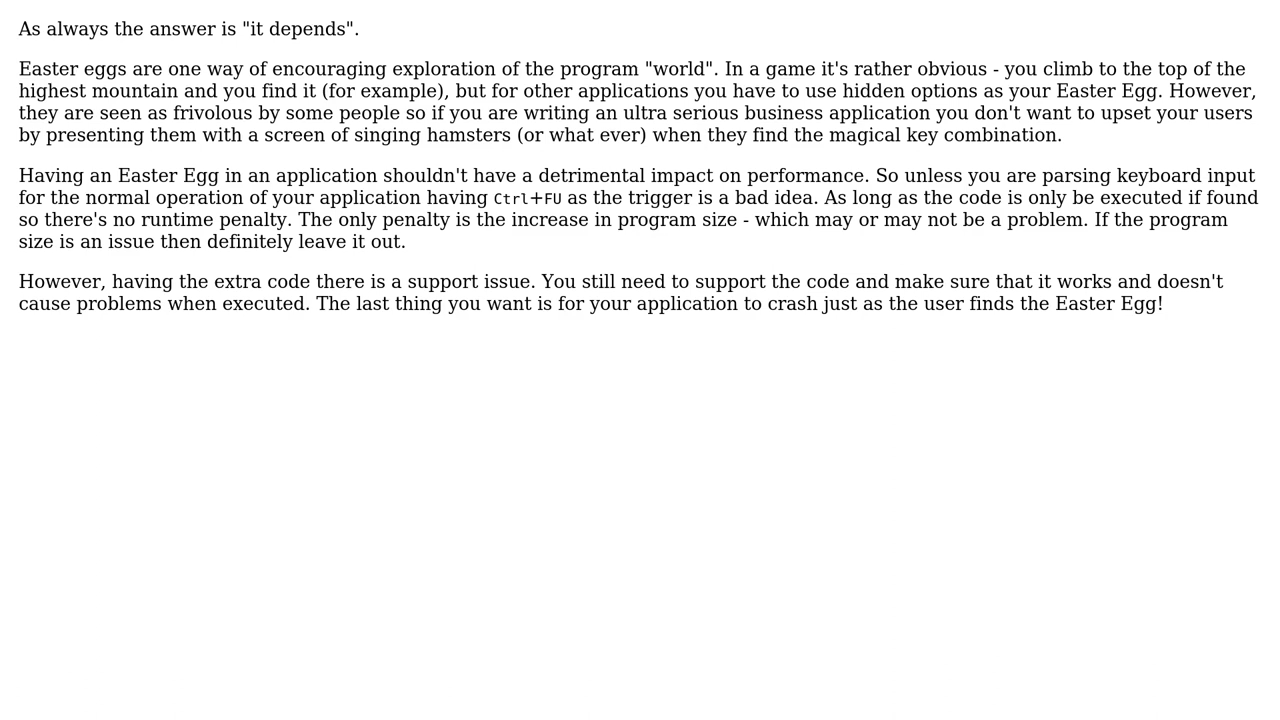 As always the answer is "it depends".
Easter eggs are one way of encouraging exploration of the program "world". In a game it's rather obvious - you climb to the top of the
highest mountain and you find it (for example), but for other applications you have to use hidden options as your Easter Egg. However,
they are seen as frivolous by some people so if you are writing an ultra serious business application you don't want to upset your users
by presenting them with a screen of singing hamsters (or what ever) when they find the magical key combination.
Having an Easter Egg in an application shouldn't have a detrimental impact on performance. So unless you are parsing keyboard input
for the normal operation of your application having Ctrl+FU as the trigger is a bad idea. As long as the code is only be executed if found
so there's no runtime penalty. The only penalty is the increase in program size - which may or may not be a problem. If the program
size is an issue then definitely leave it out.
However, having the extra code there is a support issue. You still need to support the code and make sure that it works and doesn't
cause problems when executed. The last thing you want is for your application to crash just as the user finds the Easter Egg!